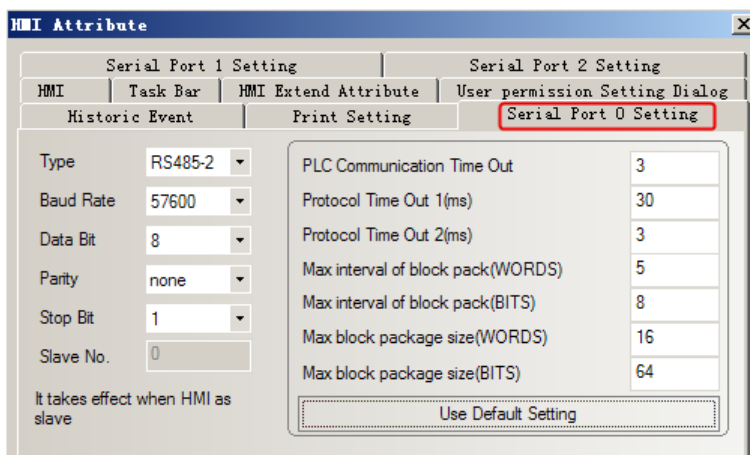 HMI Attribute
Serial Port 1 Setting
Serial Port 2 Setting
HMI
Task Bar
HMI Extend Attribute
User permission Setting Dialog
Historic Event
Print Setting
Serial Port 0 Setting
Type RS485-2
Baud Rate 57600
Data Bit 8
Parity none
Stop Bit 1
Slave No. 0
It takes effect when HMI as
slave
PLC Communication Time Out 3
Protocol Time Out 1(ms) 30
Protocol Time Out 2(ms) 3
Max interval of block pack(WORDS) 5
Max interval of block pack(BITS) 8
Max block package size(WORDS) 16
Max block package size(BITS) 64
Use Default Setting